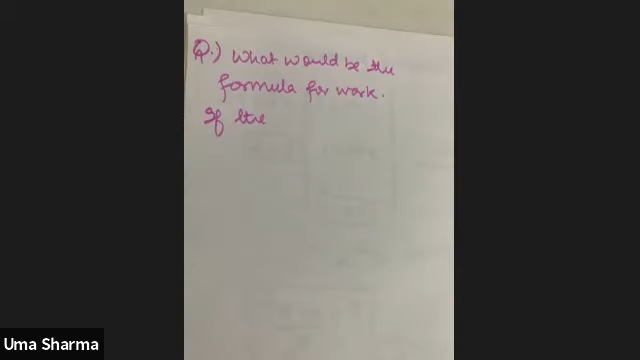 Q.) What would be the
formula for work.
If the
Uma Sharma